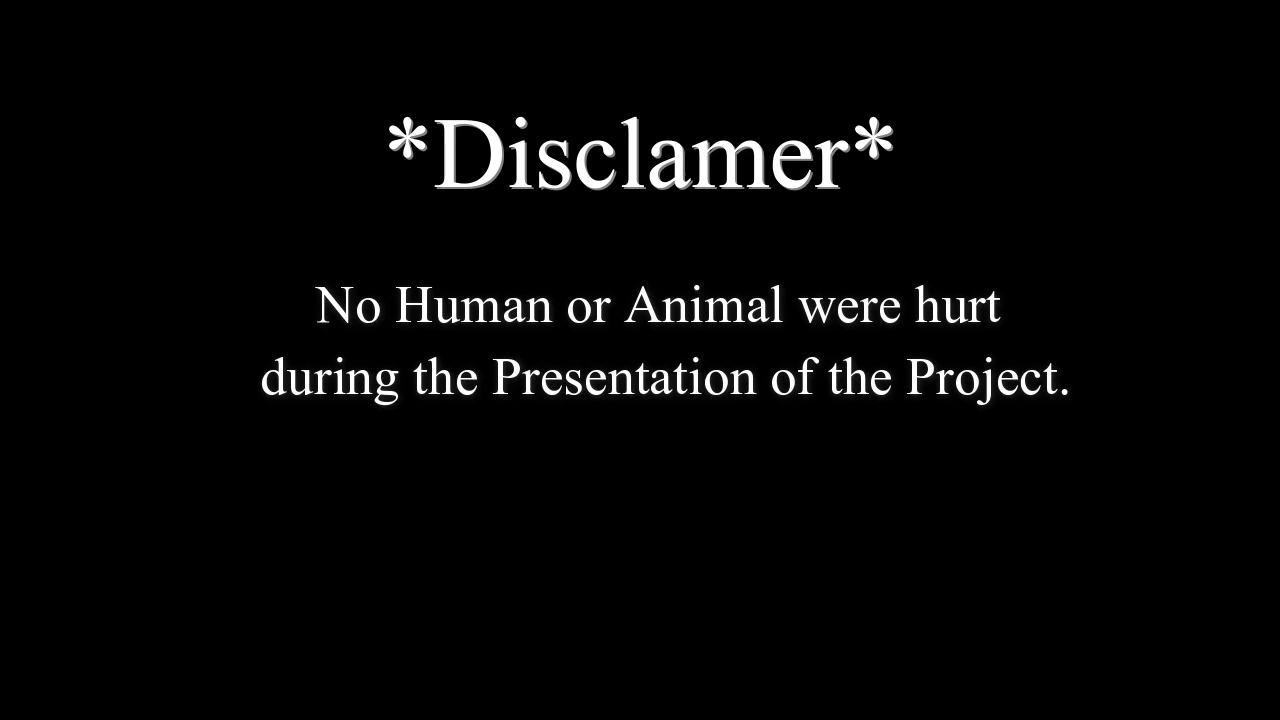 *Disclamer*
No Human or Animal were hurt
during the Presentation of the Project.